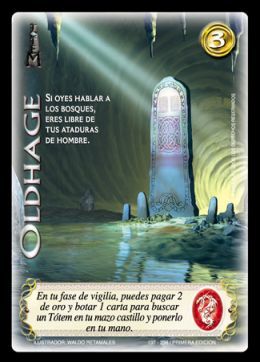 3
OLDHAGE
SI OYES HABLAR A
LOS BOSQUES,
ERES LIBRE DE
TUS ATADURAS
DE HOMBRE.
En tu fase de vigilia, puedes pagar 2
de oro y botar 1 carta para buscar
un Tótem en tu mazo castillo y ponerlo
en tu mano.
ILUSTRADOR: WALDO RETAMALES
PRIMERA EDICION